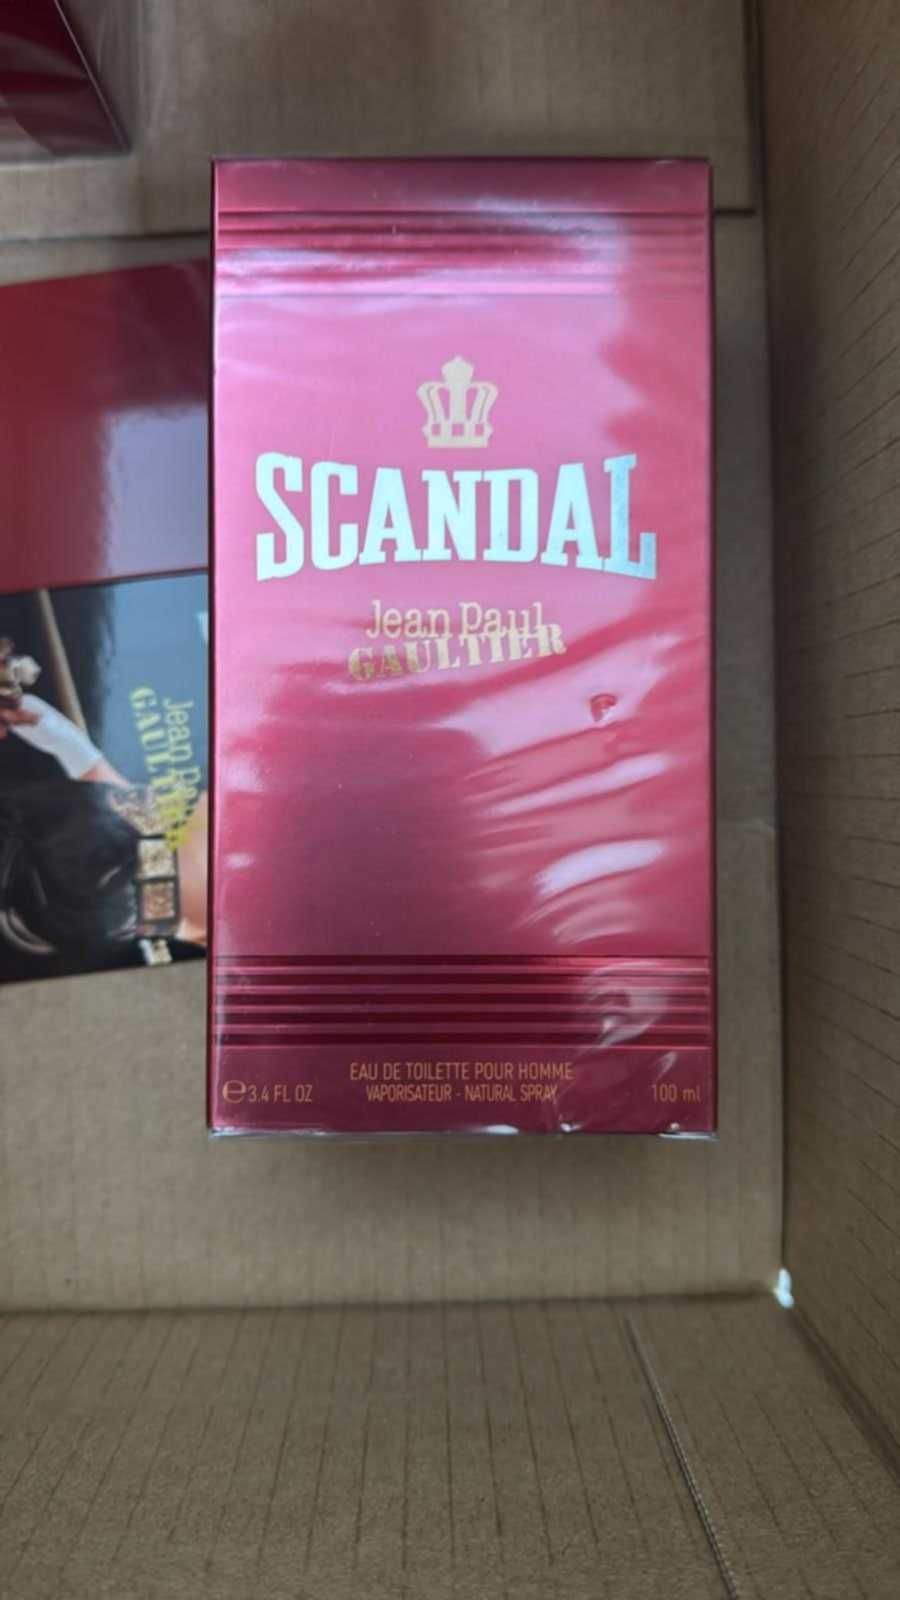 SCANDAL
Jean Paul
GAULTIER
Jean Paul
GAULTIER
EAU DE TOILETTE POUR HOMME
VAPORISATEUR - NATURAL SPRAY
℮ 3.4 FL OZ
100 ml